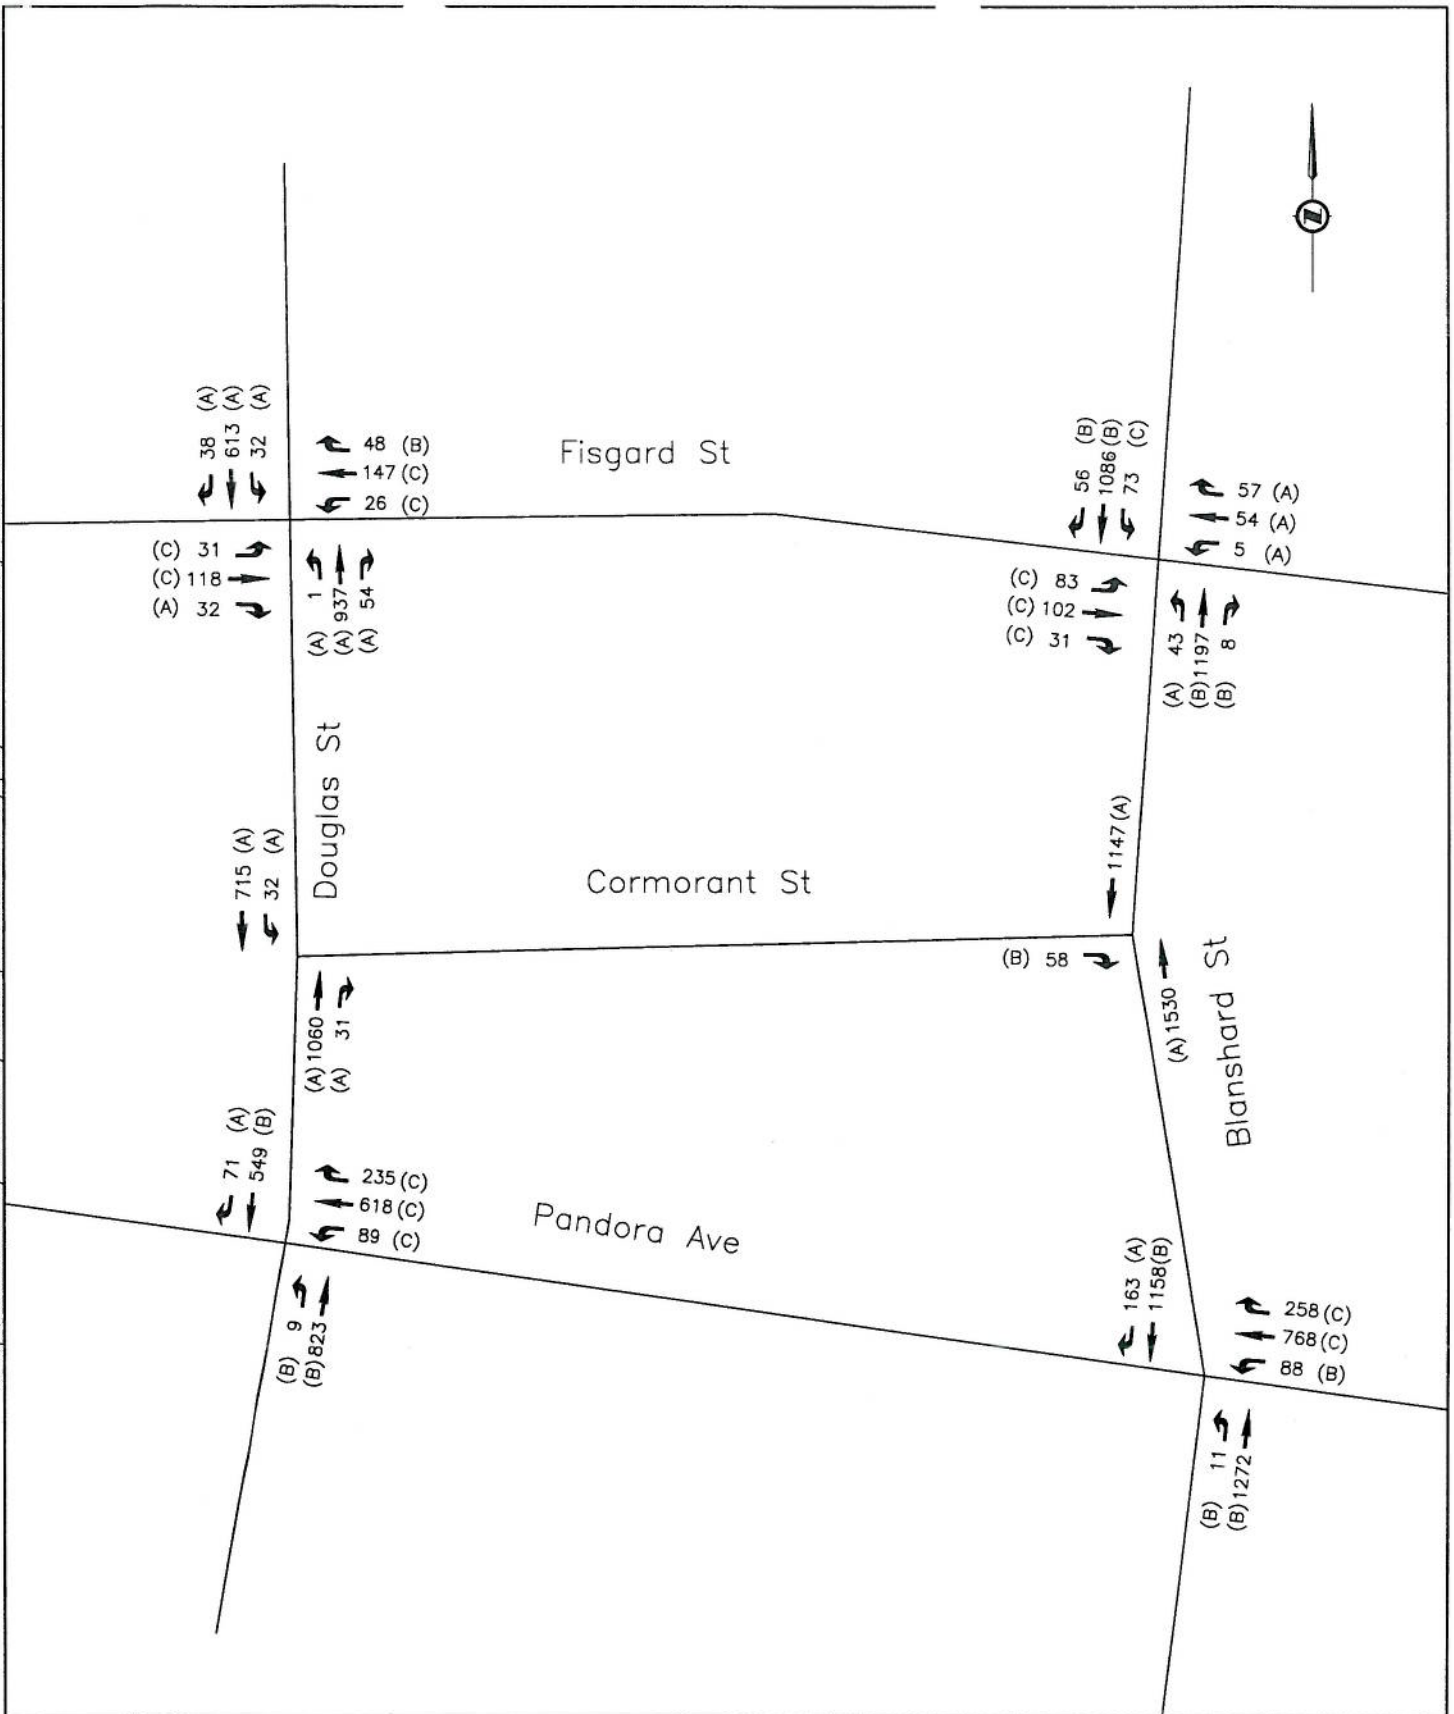 38 (A)
613 (A)
32 (A)
48 (B)
147 (C)
26 (C)
Fisgard St
56 (B)
1086 (B)
73 (C)
57 (A)
54 (A)
5 (A)
(C) 31
(C) 118
(A) 32
(A) 1
(A) 937
(A) 54
(C) 83
(C) 102
(C) 31
(A) 43
(B) 1197
(B) 8
N
Douglas St
715 (A)
32 (A)
Cormorant St
1147 (A)
(B) 58
(A) 1060
(A) 31
(A) 1530
Blanshard St
71 (A)
549 (B)
235 (C)
618 (C)
89 (C)
Pandora Ave
163 (A)
1158 (B)
258 (C)
768 (C)
88 (B)
(B) 9
(B) 823
(B) 11
(B) 1272